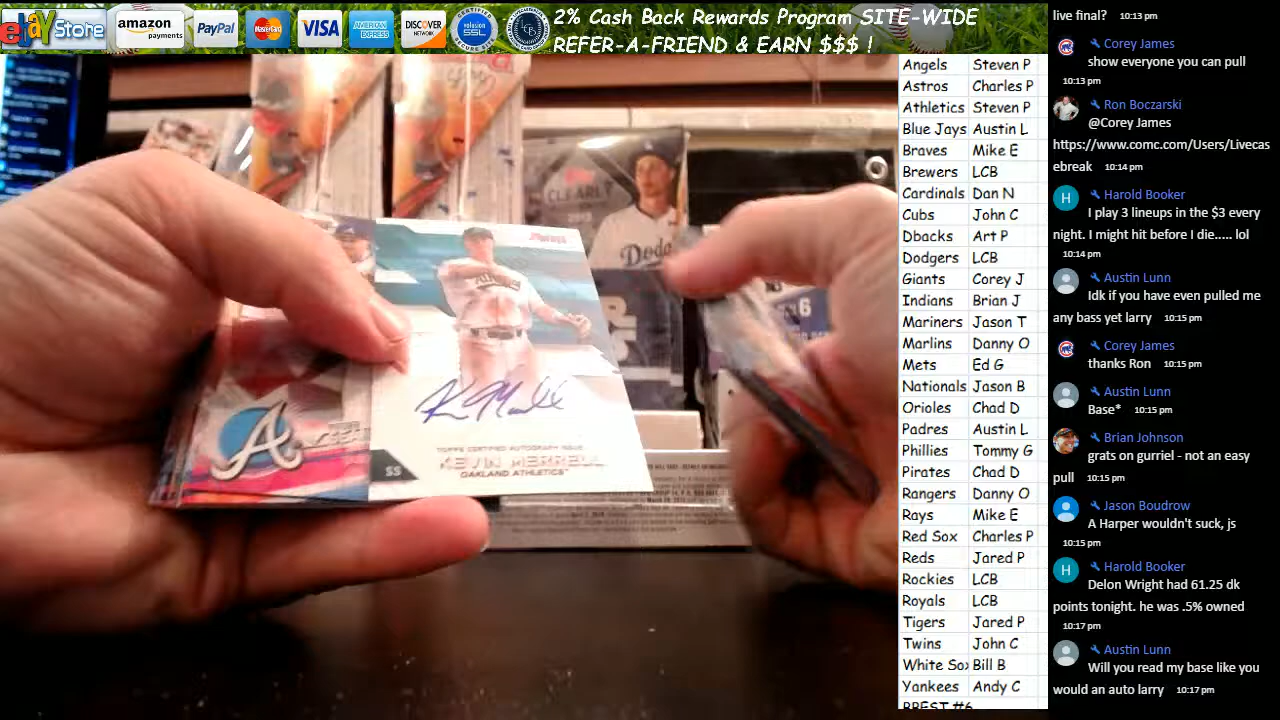 ebay Store
amazon payments
PayPal
MasterCard
VISA
AMERICAN EXPRESS
DISCOVER NETWORK
SSL
LCB
2% Cash Back Rewards Program SITE-WIDE
REFER-A-FRIEND & EARN $$$ !
CLEARLY
Dod
A
SS
TOPPS CERTIFIED AUTOGRAPH ISSUE
KEVIN MERRELL
OAKLAND ATHLETICS
6
Angels Steven P
Astros Charles P
Athletics Steven P
Blue Jays Austin L
Braves Mike E
Brewers LCB
Cardinals Dan N
Cubs John C
Dbacks Art P
Dodgers LCB
Giants Corey J
Indians Brian J
Mariners Jason T
Marlins Danny O
Mets Ed G
Nationals Jason B
Orioles Chad D
Padres Austin L
Phillies Tommy G
Pirates Chad D
Rangers Danny O
Rays Mike E
Red Sox Charles P
Reds Jared P
Rockies LCB
Royals LCB
Tigers Jared P
Twins John C
White Sox Bill B
Yankees Andy C
live final? 10:13 pm
Corey James
show everyone you can pull
10:13 pm
Ron Boczarski
@Corey James
https://www.comc.com/Users/Livecas
ebreak 10:14 pm
H Harold Booker
I play 3 lineups in the $3 every
night. I might hit before I die..... lol
10:14 pm
Austin Lunn
Idk if you have even pulled me
any bass yet larry 10:15 pm
Corey James
thanks Ron 10:15 pm
Austin Lunn
Base* 10:15 pm
Brian Johnson
grats on gurriel - not an easy
pull 10:15 pm
Jason Boudrow
A Harper wouldn't suck, js
10:15 pm
H Harold Booker
Delon Wright had 61.25 dk
points tonight. he was .5% owned
10:17 pm
Austin Lunn
Will you read my base like you
would an auto larry 10:17 pm